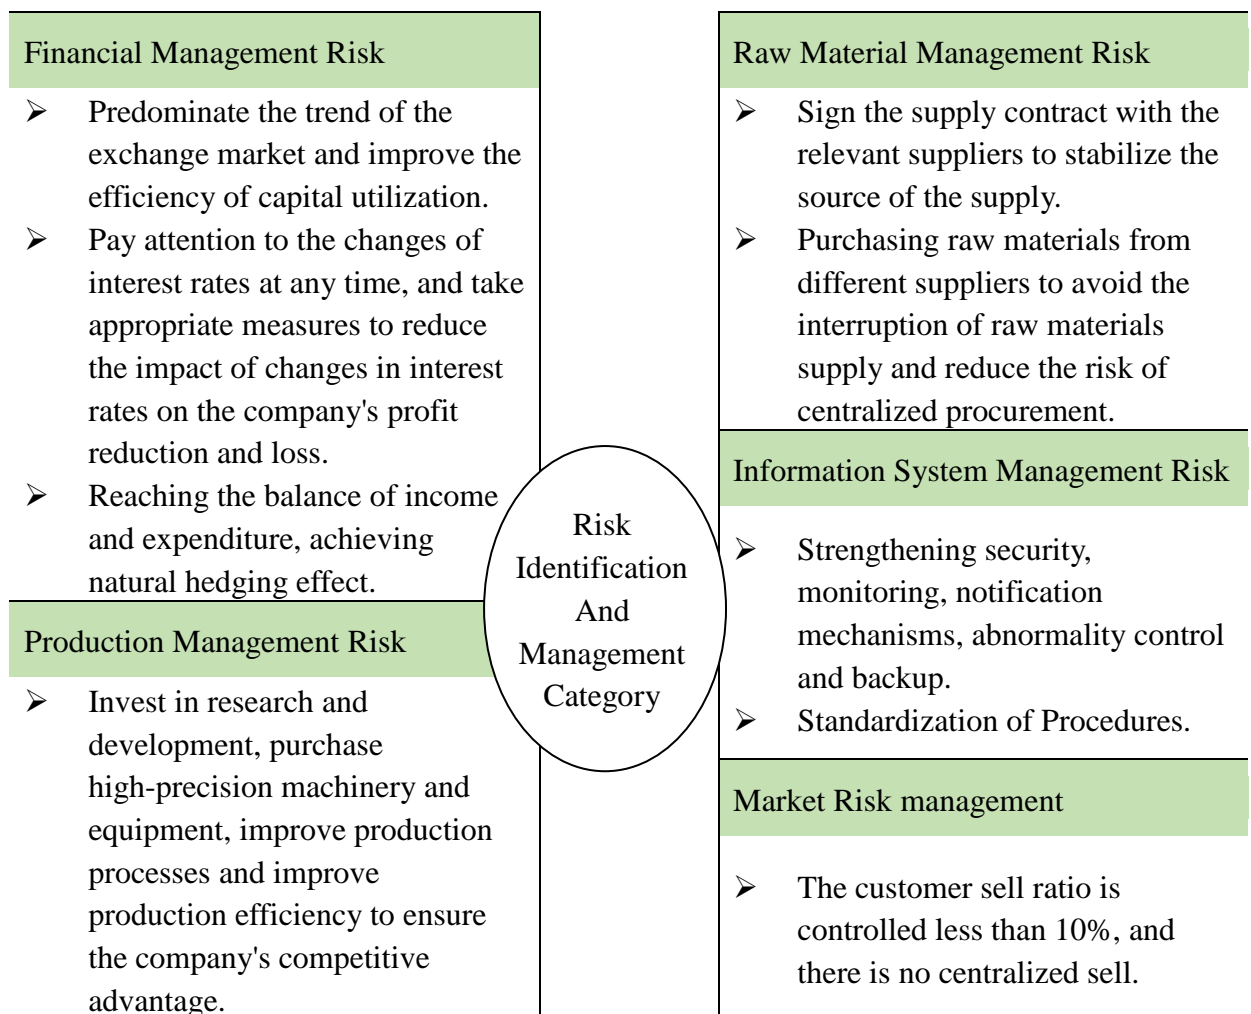 Financial Management Risk
➢ Predominate the trend of the
exchange market and improve the
efficiency of capital utilization.
➢ Pay attention to the changes of
interest rates at any time, and take
appropriate measures to reduce
the impact of changes in interest
rates on the company's profit
reduction and loss.
➢ Reaching the balance of income
and expenditure, achieving
natural hedging effect.
Production Management Risk
➢ Invest in research and
development, purchase
high-precision machinery and
equipment, improve production
processes and improve
production efficiency to ensure
the company's competitive
advantage.
Risk
Identification
And
Management
Category
Raw Material Management Risk
➢ Sign the supply contract with the
relevant suppliers to stabilize the
source of the supply.
➢ Purchasing raw materials from
different suppliers to avoid the
interruption of raw materials
supply and reduce the risk of
centralized procurement.
Information System Management Risk
➢ Strengthening security,
monitoring, notification
mechanisms, abnormality control
and backup.
➢ Standardization of Procedures.
Market Risk management
➢ The customer sell ratio is
controlled less than 10%, and
there is no centralized sell.